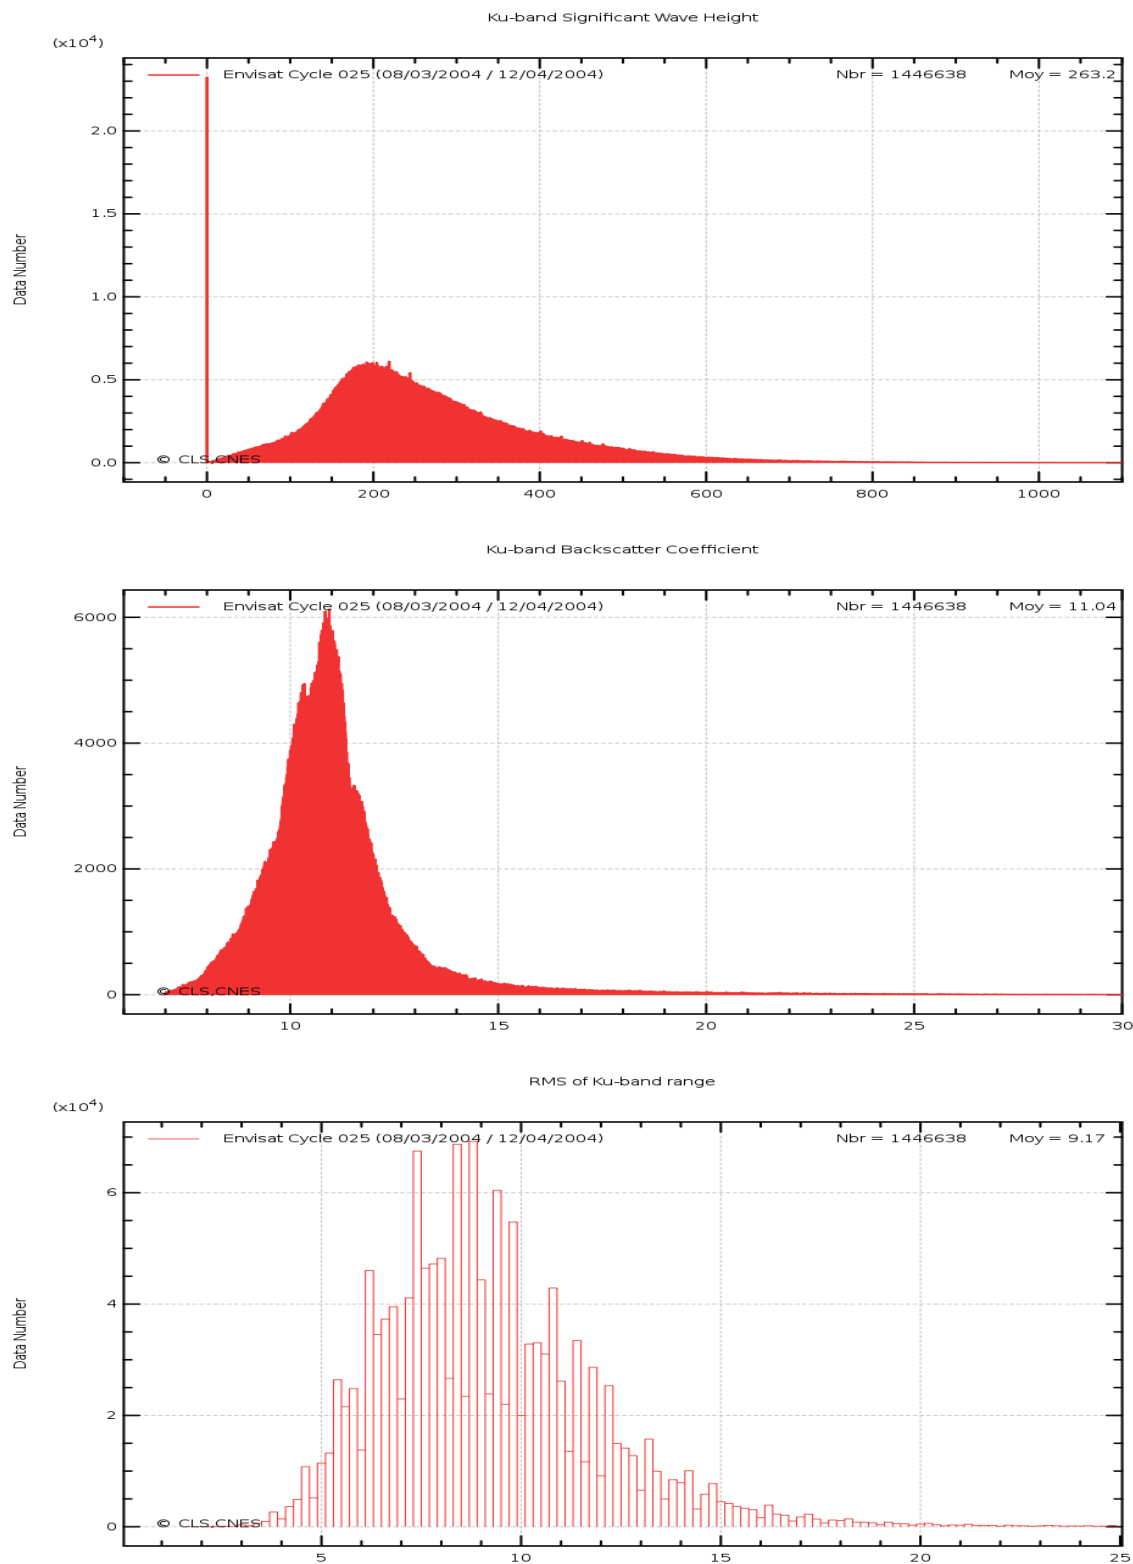 Ku-band Significant Wave Height
(x10⁴)
Envisat Cycle 025 (08/03/2004 / 12/04/2004) Nbr = 1446638 Moy = 263.2
2.0
1.5
1.0
0.5
0.0
Data Number
© CLS,CNES
0 200 400 600 800 1000
Ku-band Backscatter Coefficient
Envisat Cycle 025 (08/03/2004 / 12/04/2004) Nbr = 1446638 Moy = 11.04
6000
4000
2000
0
Data Number
© CLS,CNES
10 15 20 25 30
RMS of Ku-band range
(x10⁴)
Envisat Cycle 025 (08/03/2004 / 12/04/2004) Nbr = 1446638 Moy = 9.17
6
4
2
0
Data Number
© CLS,CNES
5 10 15 20 25